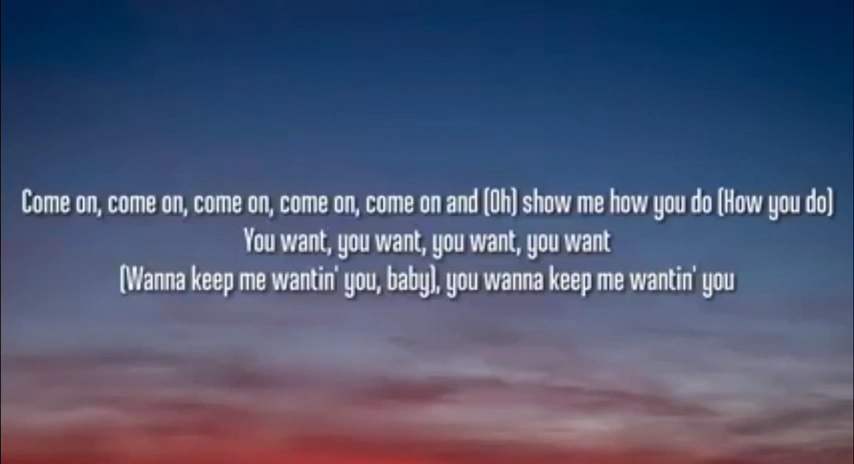 Come on, come on, come on, come on, come on and (Oh) show me how you do (How you do)
You want, you want, you want, you want
(Wanna keep me wantin' you, baby), you wanna keep me wantin' you